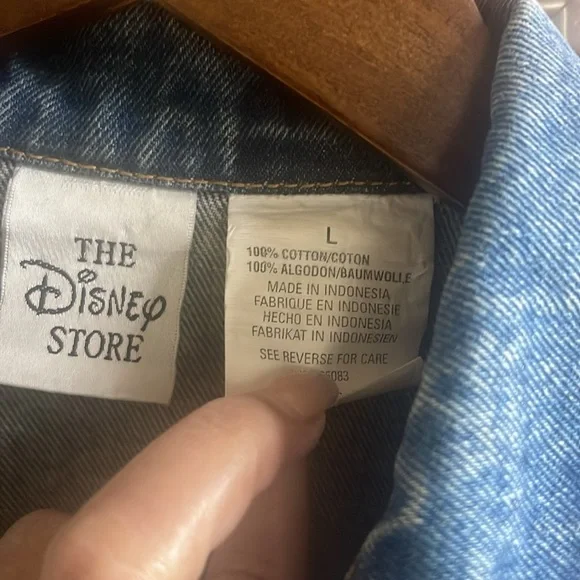 THE
Disney
STORE
L
100% COTTON/COTON
100% ALGODON/BAUMWOLLE
MADE IN INDONESIA
FABRIQUE EN INDONESIE
HECHO EN INDONESIA
FABRIKAT IN INDONESIEN
SEE REVERSE FOR CARE